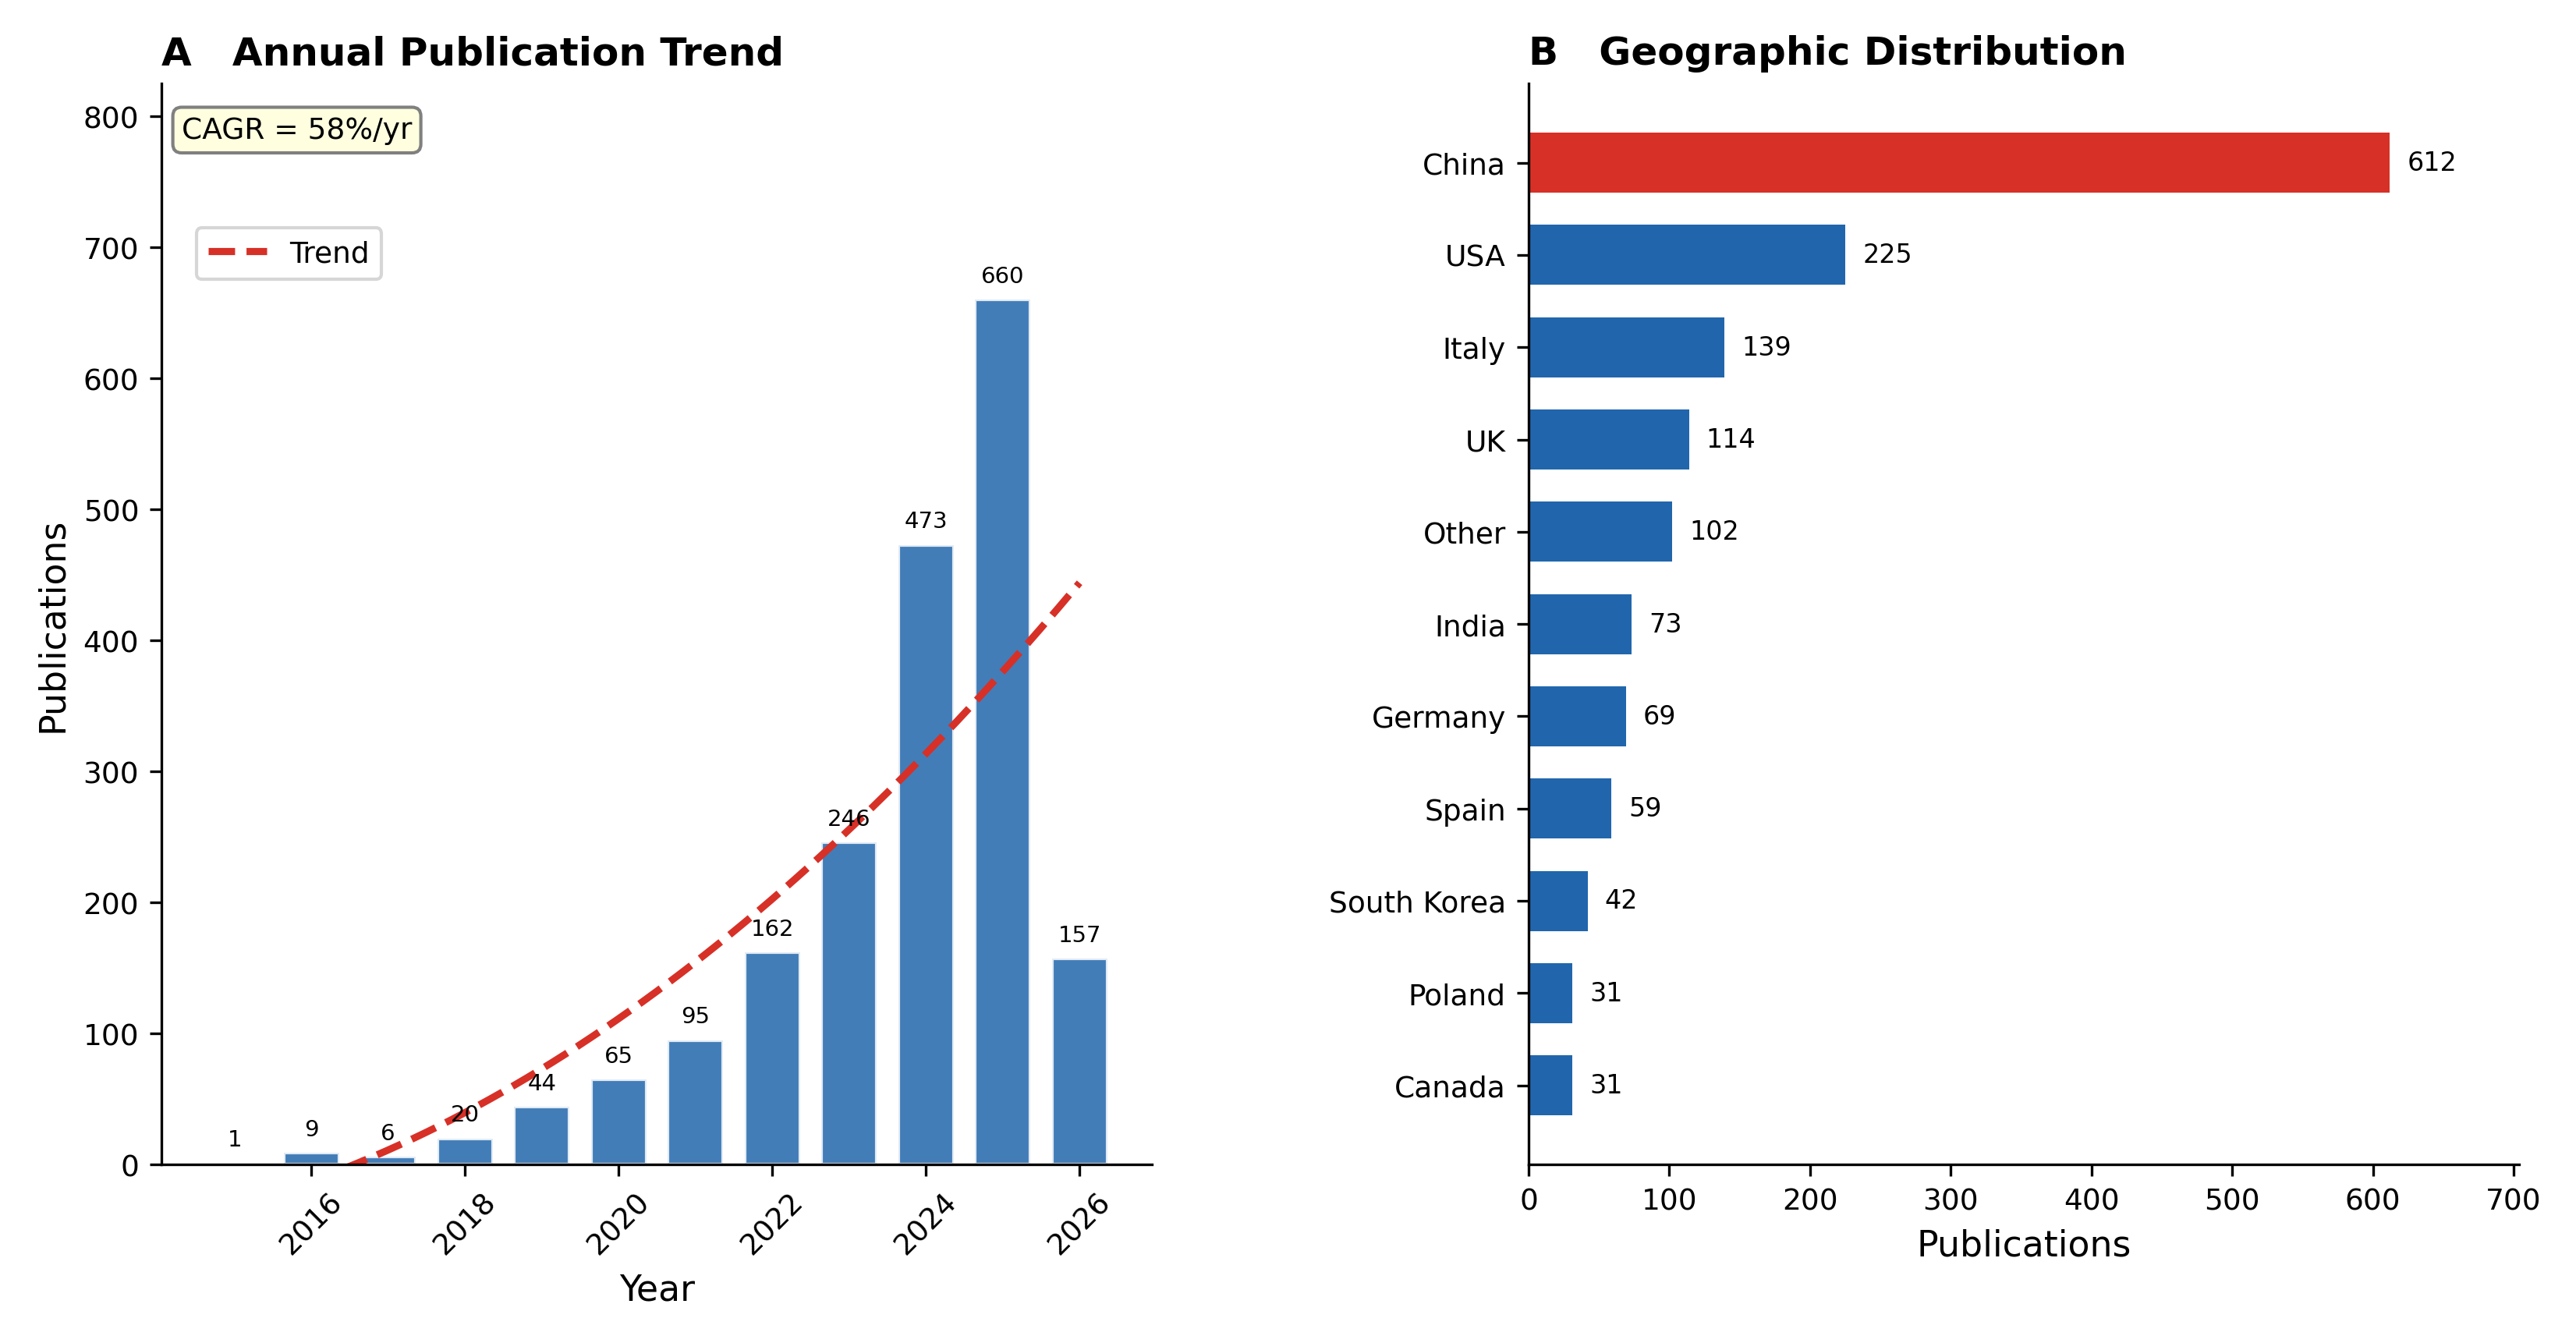 A Annual Publication Trend
CAGR = 58%/yr
Trend
Publications
800
700
600
500
400
300
200
100
0
1
9
6
20
44
65
95
162
246
473
660
157
2016
2018
2020
2022
2024
2026
Year
B Geographic Distribution
China 612
USA 225
Italy 139
UK 114
Other 102
India 73
Germany 69
Spain 59
South Korea 42
Poland 31
Canada 31
0 100 200 300 400 500 600 700
Publications